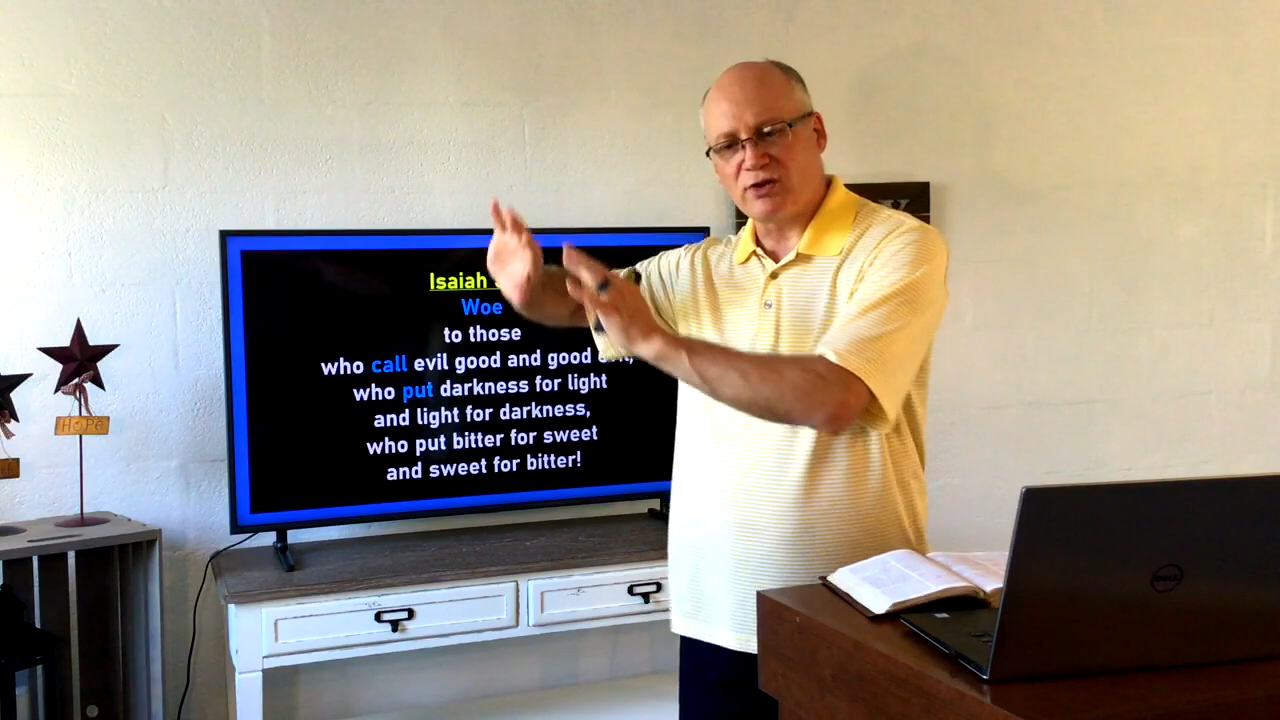 Isaiah
Woe
to those
who call evil good and good evil,
who put darkness for light
and light for darkness,
who put bitter for sweet
and sweet for bitter!
HOPE
DELL